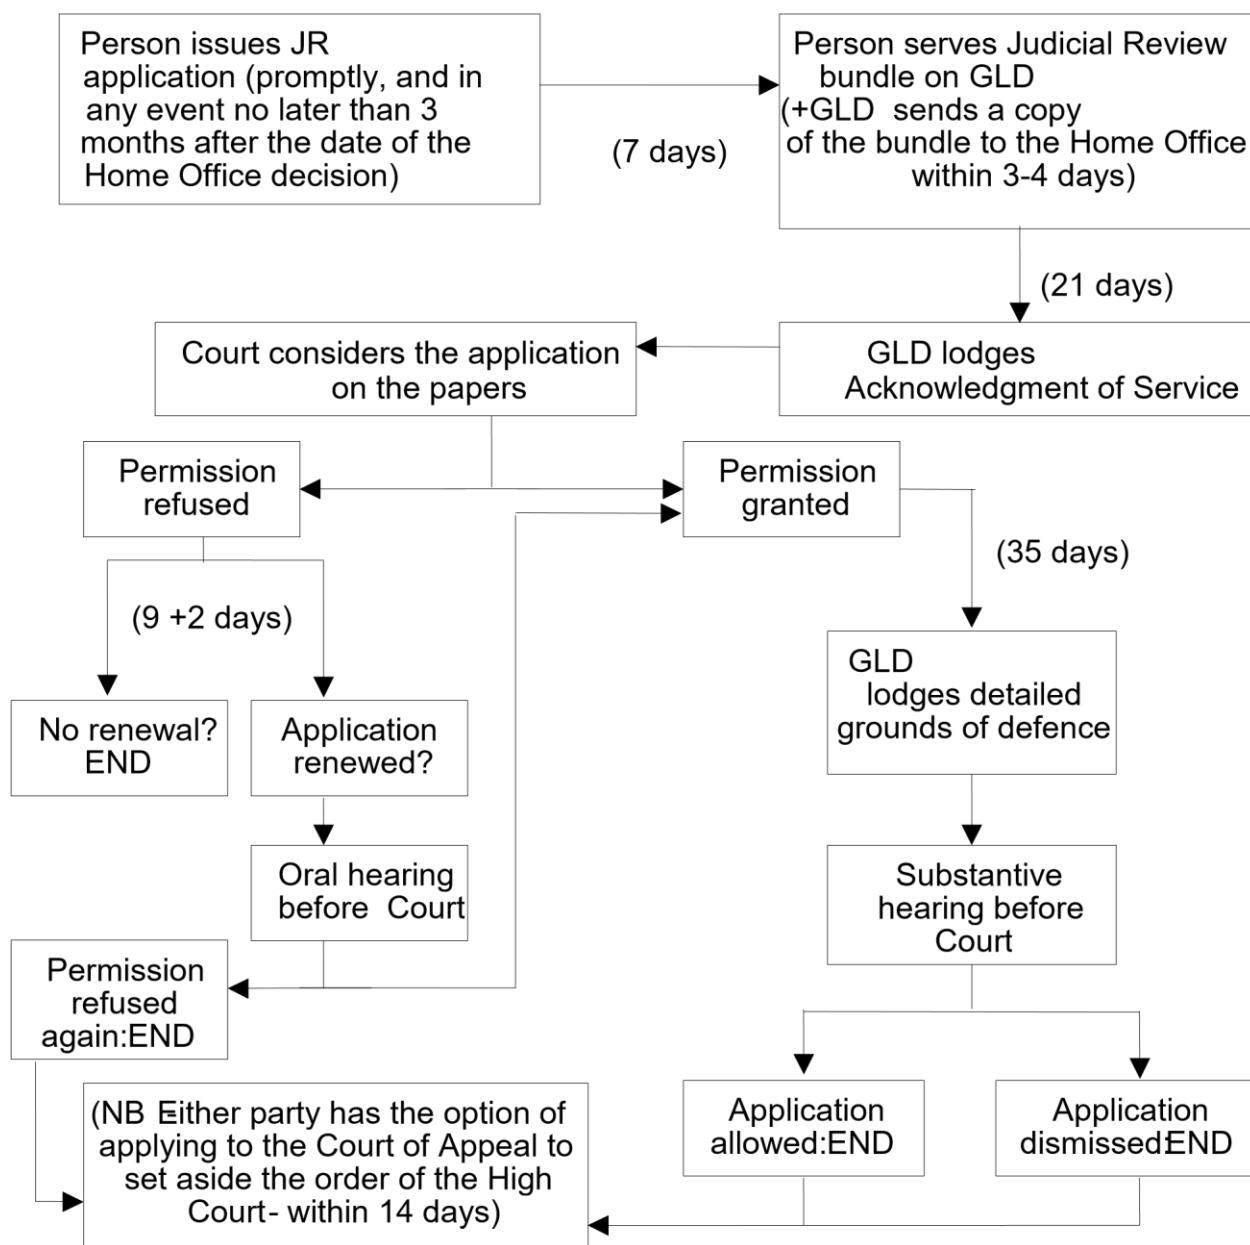 Person issues JR
application (promptly, and in
any event no later than 3
months after the date of the
Home Office decision)
(7 days)
Person serves Judicial Review
bundle on GLD
(+GLD sends a copy
of the bundle to the Home Office
within 3-4 days)
(21 days)
GLD lodges
Acknowledgment of Service
Court considers the application
on the papers
Permission
refused
Permission
granted
(35 days)
(9 +2 days)
No renewal?
END
Application
renewed?
GLD
lodges detailed
grounds of defence
Oral hearing
before Court
Substantive
hearing before
Court
Permission
refused
again:END
Application
allowed:END
Application
dismissed:END
(NB Either party has the option of
applying to the Court of Appeal to
set aside the order of the High
Court- within 14 days)